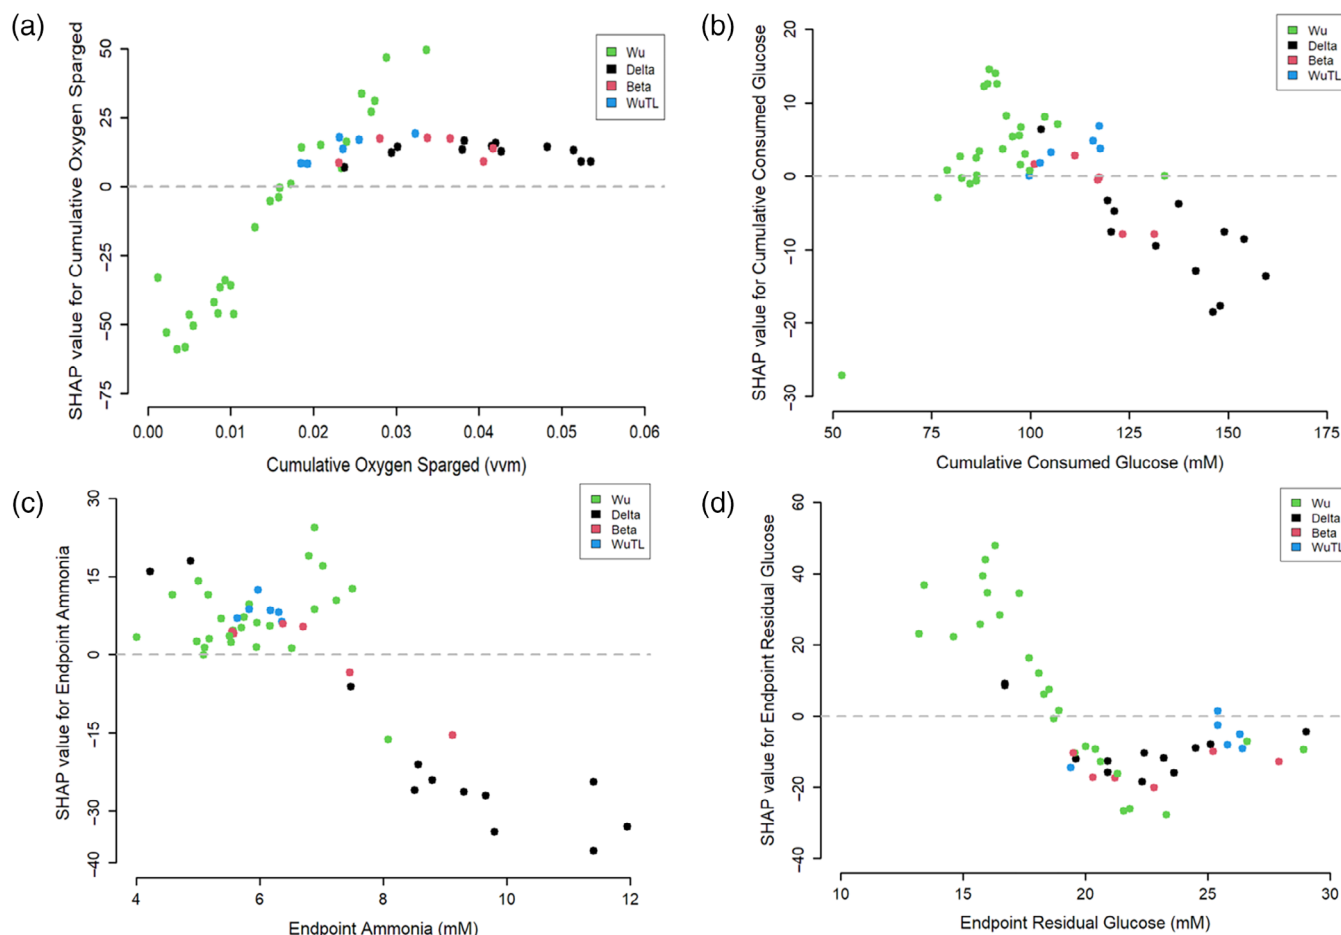 (a)
SHAP value for Cumulative Oxygen Sparged
50
25
0
−25
−50
−75
0.00 0.01 0.02 0.03 0.04 0.05 0.06
Cumulative Oxygen Sparged (vvm)
Wu
Delta
Beta
WuTL
(b)
SHAP value for Cumulative Consumed Glucose
20
10
0
−10
−20
−30
50 75 100 125 150 175
Cumulative Consumed Glucose (mM)
Wu
Delta
Beta
WuTL
(c)
SHAP value for Endpoint Ammonia
30
15
0
−15
−30
−40
4 6 8 10 12
Endpoint Ammonia (mM)
Wu
Delta
Beta
WuTL
(d)
SHAP value for Endpoint Residual Glucose
60
40
20
0
−20
−40
10 15 20 25 30
Endpoint Residual Glucose (mM)
Wu
Delta
Beta
WuTL